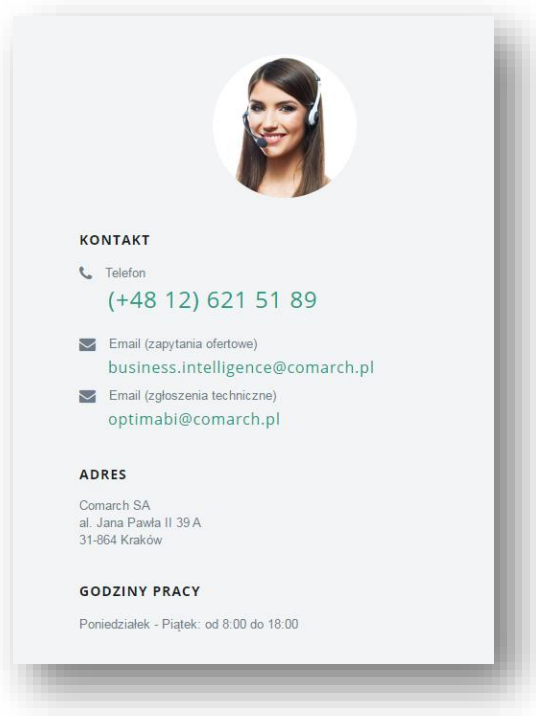 KONTAKT
Telefon
(+48 12) 621 51 89
Email (zapytania ofertowe)
business.intelligence@comarch.pl
Email (zgłoszenia techniczne)
optimabi@comarch.pl
ADRES
Comarch SA
al. Jana Pawła II 39 A
31-864 Kraków
GODZINY PRACY
Poniedziałek - Piątek: od 8:00 do 18:00